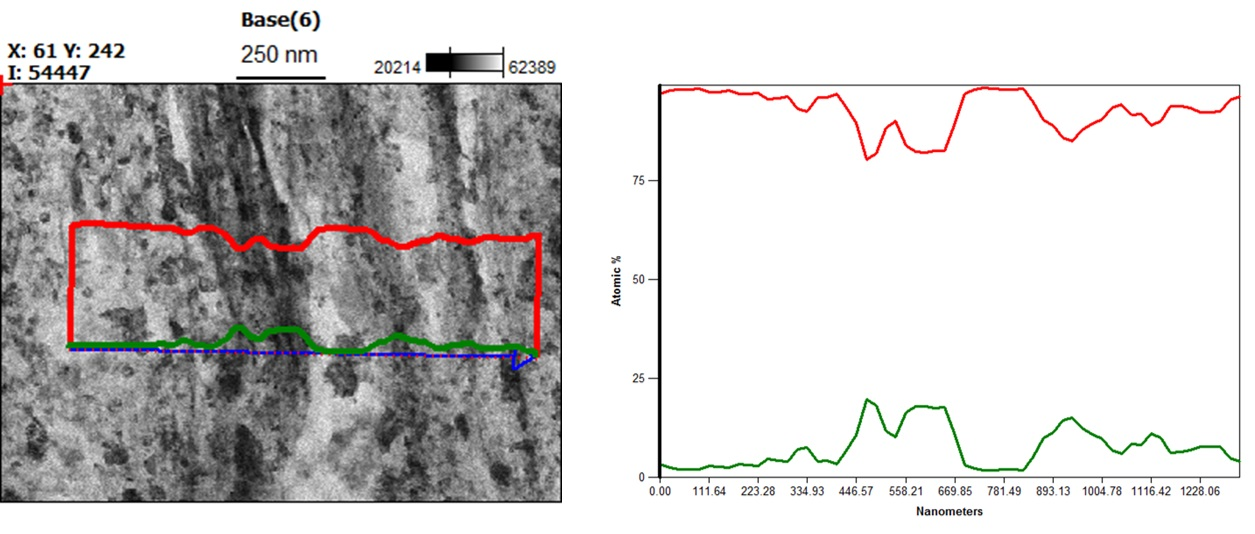 Base(6)
X: 61 Y: 242
I: 54447
250 nm
20214
62389
Atomic %
75
50
25
0
0.00 111.64 223.28 334.93 446.57 558.21 669.85 781.49 893.13 1004.78 1116.42 1228.06
Nanometers